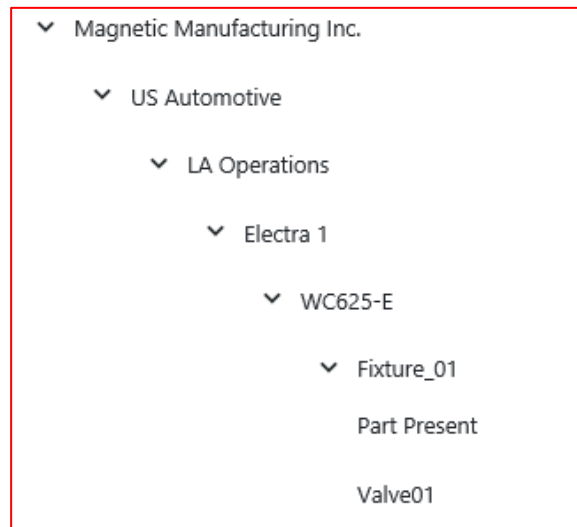 Magnetic Manufacturing Inc.
US Automotive
LA Operations
Electra 1
WC625-E
Fixture_01
Part Present
Valve01